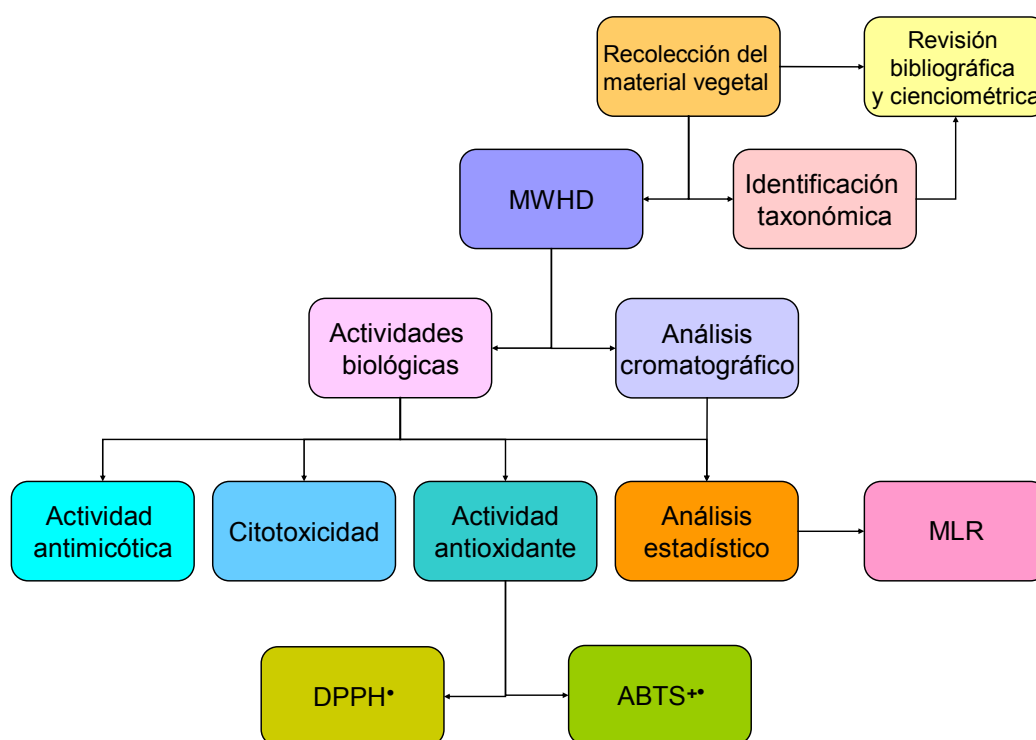 Recolección del
material vegetal
Revisión
bibliográfica
y cienciométrica
MWHD
Identificación
taxonómica
Actividades
biológicas
Análisis
cromatográfico
Actividad
antimicótica
Citotoxicidad
Actividad
antioxidante
Análisis
estadístico
MLR
DPPH•
ABTS+•